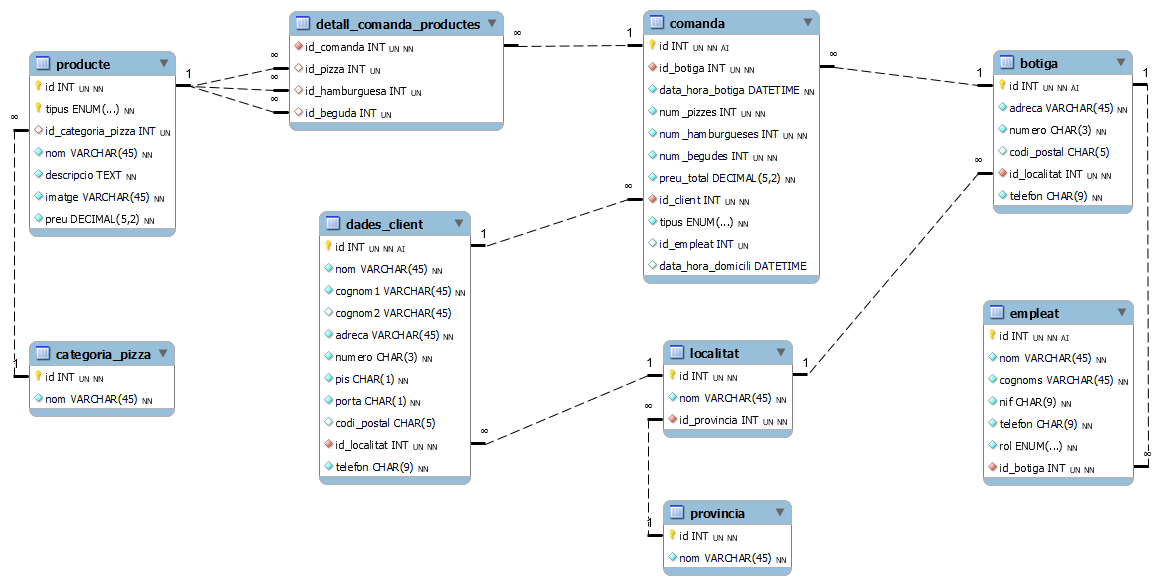 detall_comanda_productes
id_comanda INT UN NN
id_pizza INT UN
id_hamburguesa INT UN
id_beguda INT UN
comanda
id INT UN NN AI
id_botiga INT UN NN
data_hora_botiga DATETIME NN
num_pizzes INT UN NN
num_hamburgueses INT UN NN
num_begudes INT UN NN
preu_total DECIMAL(5,2) NN
id_client INT UN NN
tipus ENUM(...) NN
id_empleat INT UN
data_hora_domicili DATETIME
producte
id INT UN NN
tipus ENUM(...) NN
id_categoria_pizza INT UN
nom VARCHAR(45) NN
descripcio TEXT NN
imatge VARCHAR(45) NN
preu DECIMAL(5,2) NN
botiga
id INT UN NN AI
adreca VARCHAR(45) NN
numero CHAR(3) NN
codi_postal CHAR(5)
id_localitat INT UN NN
telefon CHAR(9) NN
dades_client
id INT UN NN AI
nom VARCHAR(45) NN
cognom1 VARCHAR(45) NN
cognom2 VARCHAR(45)
adreca VARCHAR(45) NN
numero CHAR(3) NN
pis CHAR(1) NN
porta CHAR(1) NN
codi_postal CHAR(5)
id_localitat INT UN NN
telefon CHAR(9) NN
categoria_pizza
id INT UN NN
nom VARCHAR(45) NN
localitat
id INT UN NN
nom VARCHAR(45) NN
id_provincia INT UN NN
empleat
id INT UN NN AI
nom VARCHAR(45) NN
cognoms VARCHAR(45) NN
nif CHAR(9) NN
telefon CHAR(9) NN
rol ENUM(...) NN
id_botiga INT UN NN
provincia
id INT UN NN
nom VARCHAR(45) NN
1
∞
∞
∞
∞
1
∞
1
∞
1
1
∞
1
∞
1
∞
1
∞
∞
1